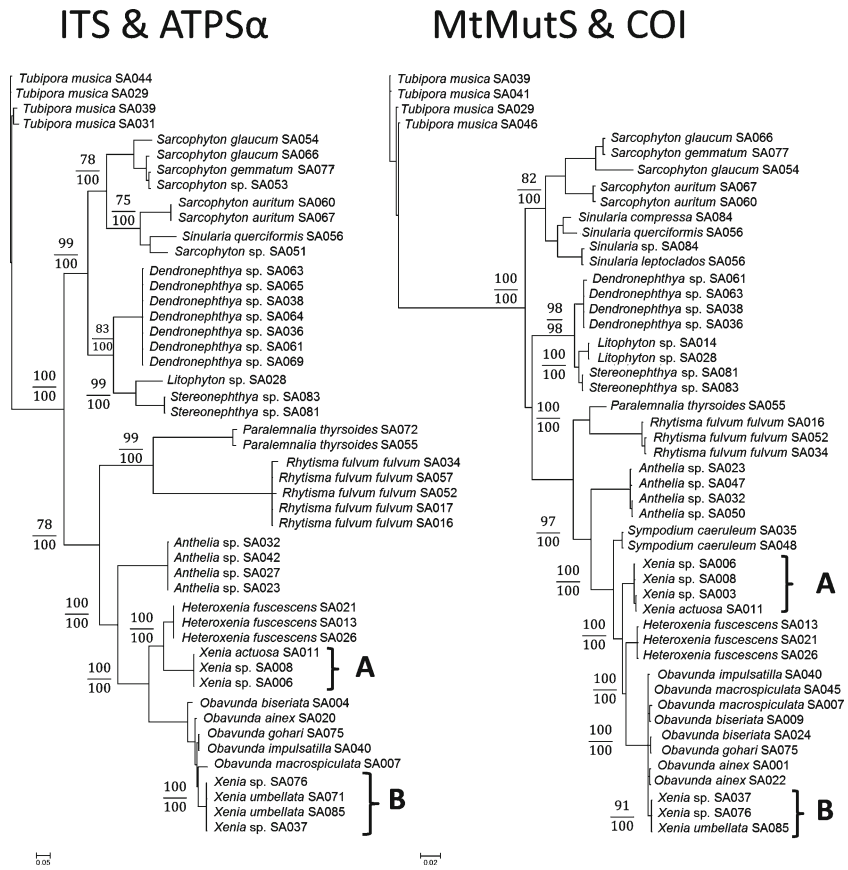 ITS & ATPSα
Tubipora musica SA044
Tubipora musica SA029
Tubipora musica SA039
Tubipora musica SA031
Sarcophyton glaucum SA054
78
100
Sarcophyton glaucum SA066
Sarcophyton gemmatum SA077
Sarcophyton sp. SA053
75
100
Sarcophyton auritum SA060
Sarcophyton auritum SA067
Sinularia querciformis SA056
Sarcophyton sp. SA051
99
100
Dendronephthya sp. SA063
Dendronephthya sp. SA065
Dendronephthya sp. SA038
Dendronephthya sp. SA064
Dendronephthya sp. SA036
Dendronephthya sp. SA061
Dendronephthya sp. SA069
83
100
Litophyton sp. SA028
99
100
Stereonephthya sp. SA083
Stereonephthya sp. SA081
100
100
Paralemnalia thyrsoides SA072
Paralemnalia thyrsoides SA055
99
100
Rhytisma fulvum fulvum SA034
Rhytisma fulvum fulvum SA057
Rhytisma fulvum fulvum SA052
Rhytisma fulvum fulvum SA017
Rhytisma fulvum fulvum SA016
78
100
Anthelia sp. SA032
Anthelia sp. SA042
Anthelia sp. SA027
Anthelia sp. SA023
100
100
Heteroxenia fuscescens SA021
Heteroxenia fuscescens SA013
Heteroxenia fuscescens SA026
100
100
Xenia actuosa SA011
Xenia sp. SA008
Xenia sp. SA006
A
100
100
Obavunda biseriata SA004
Obavunda ainex SA020
Obavunda gohari SA075
Obavunda impulsatilla SA040
Obavunda macrospiculata SA007
100
100
Xenia sp. SA076
Xenia umbellata SA071
Xenia umbellata SA085
Xenia sp. SA037
B
0.05
MtMutS & COI
Tubipora musica SA039
Tubipora musica SA041
Tubipora musica SA029
Tubipora musica SA046
Sarcophyton glaucum SA066
Sarcophyton gemmatum SA077
Sarcophyton glaucum SA054
82
100
Sarcophyton auritum SA067
Sarcophyton auritum SA060
Sinularia compressa SA084
Sinularia querciformis SA056
Sinularia sp. SA084
Sinularia leptoclados SA056
100
100
Dendronephthya sp. SA061
Dendronephthya sp. SA063
Dendronephthya sp. SA038
Dendronephthya sp. SA036
98
98
Litophyton sp. SA014
Litophyton sp. SA028
100
100
Stereonephthya sp. SA081
Stereonephthya sp. SA083
100
100
Paralemnalia thyrsoides SA055
Rhytisma fulvum fulvum SA016
Rhytisma fulvum fulvum SA052
Rhytisma fulvum fulvum SA034
Anthelia sp. SA023
Anthelia sp. SA047
Anthelia sp. SA032
Anthelia sp. SA050
97
100
Sympodium caeruleum SA035
Sympodium caeruleum SA048
100
100
Xenia sp. SA006
Xenia sp. SA008
Xenia sp. SA003
Xenia actuosa SA011
A
100
100
Heteroxenia fuscescens SA013
Heteroxenia fuscescens SA021
Heteroxenia fuscescens SA026
100
100
Obavunda impulsatilla SA040
Obavunda macrospiculata SA045
Obavunda macrospiculata SA007
Obavunda biseriata SA009
100
100
Obavunda biseriata SA024
Obavunda gohari SA075
Obavunda ainex SA001
Obavunda ainex SA022
91
100
Xenia sp. SA037
Xenia sp. SA076
Xenia umbellata SA085
B
0.02